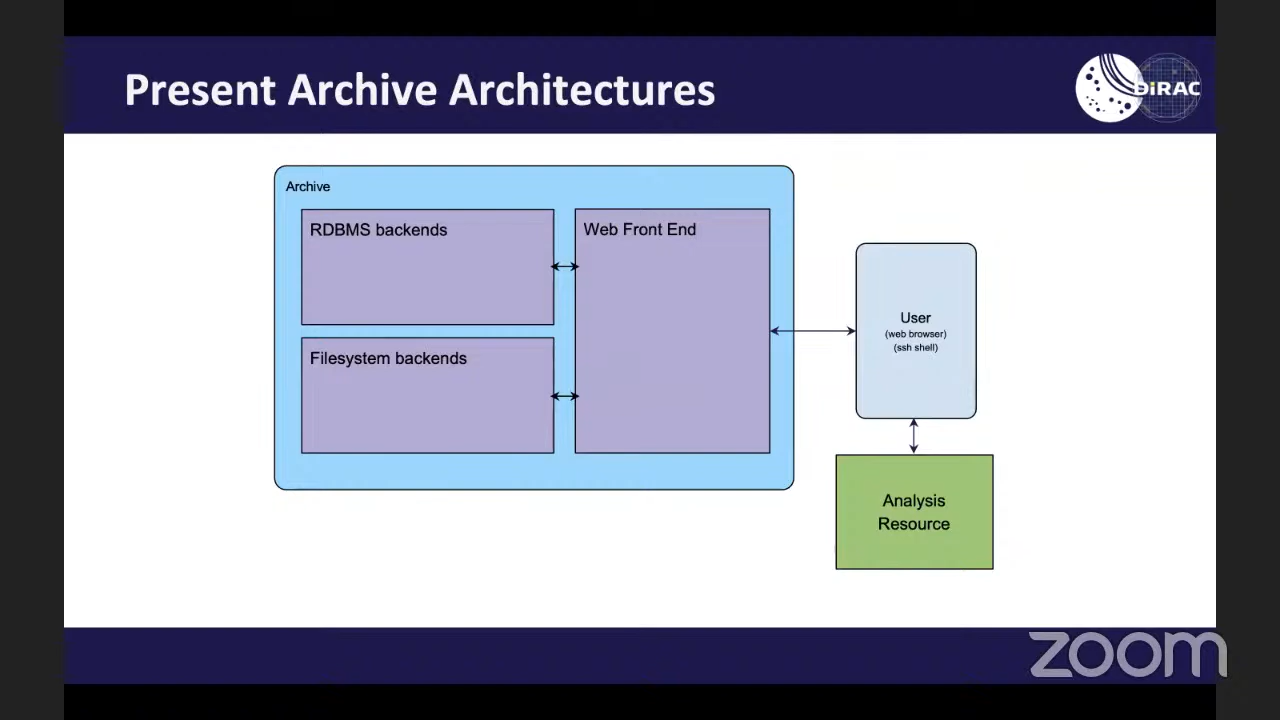 Present Archive Architectures
DiRAC
Archive
RDBMS backends
Web Front End
Filesystem backends
User
(web browser)
(ssh shell)
Analysis
Resource
zoom